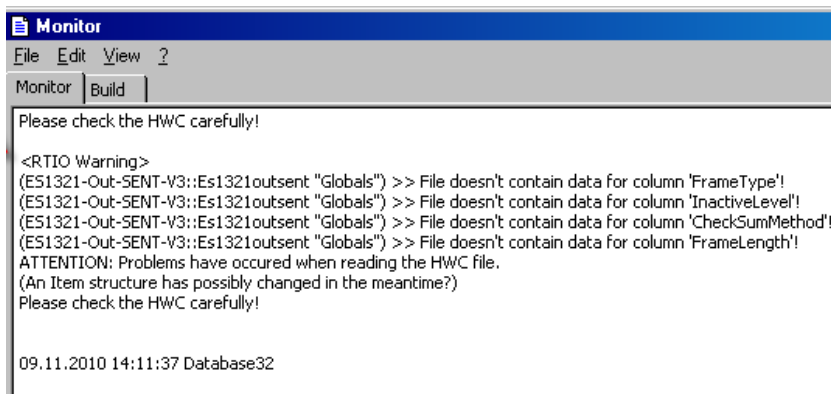 Monitor
File Edit View ?
Monitor Build
Please check the HWC carefully!
<RTIO Warning>
(ES1321-Out-SENT-V3::Es1321outsent "Globals") >> File doesn't contain data for column 'FrameType'!
(ES1321-Out-SENT-V3::Es1321outsent "Globals") >> File doesn't contain data for column 'InactiveLevel'!
(ES1321-Out-SENT-V3::Es1321outsent "Globals") >> File doesn't contain data for column 'CheckSumMethod'!
(ES1321-Out-SENT-V3::Es1321outsent "Globals") >> File doesn't contain data for column 'FrameLength'!
ATTENTION: Problems have occured when reading the HWC file.
(An Item structure has possibly changed in the meantime?)
Please check the HWC carefully!
09.11.2010 14:11:37 Database32